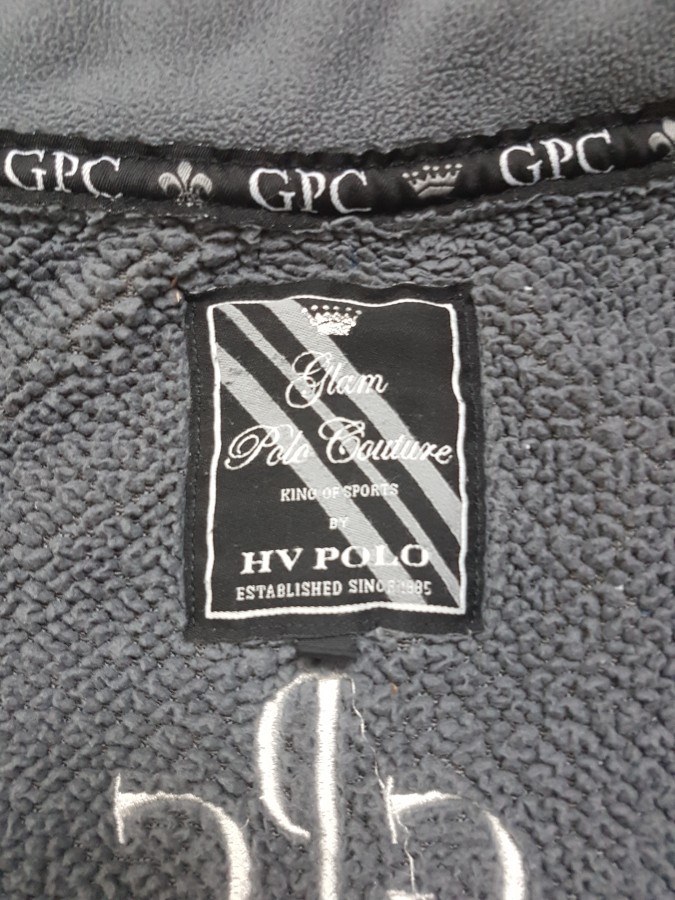 GPC GPC GPC
Glam
Polo Couture
KING OF SPORTS
BY
HV POLO
ESTABLISHED SINCE 1985